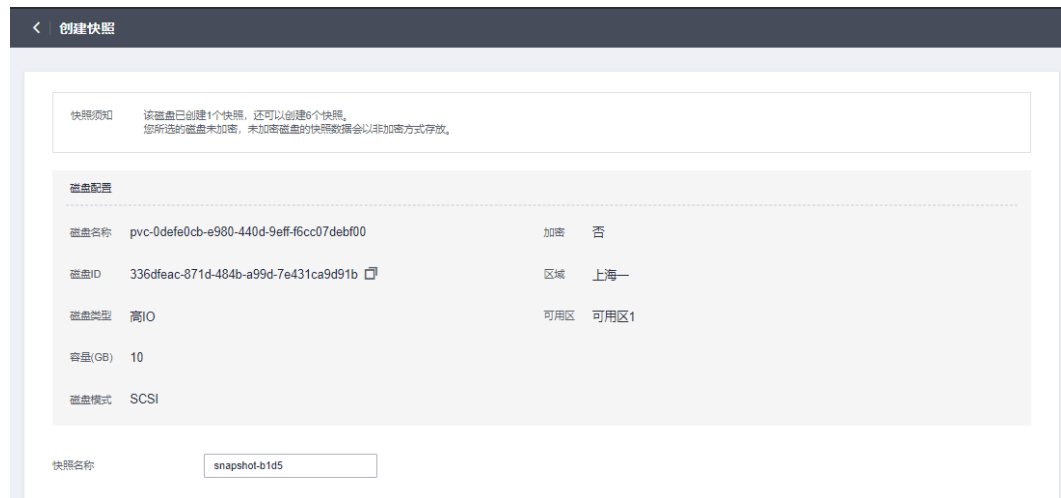 创建快照
快照须知 该磁盘已创建1个快照，还可以创建6个快照。
您所选的磁盘未加密，未加密磁盘的快照数据会以非加密方式存放。
磁盘配置
磁盘名称 pvc-0defe0cb-e980-440d-9eff-f6cc07debf00 加密 否
磁盘ID 336dfeac-871d-484b-a99d-7e431ca9d91b 区域 上海一
磁盘类型 高IO 可用区 可用区1
容量(GB) 10
磁盘模式 SCSI
快照名称 snapshot-b1d5